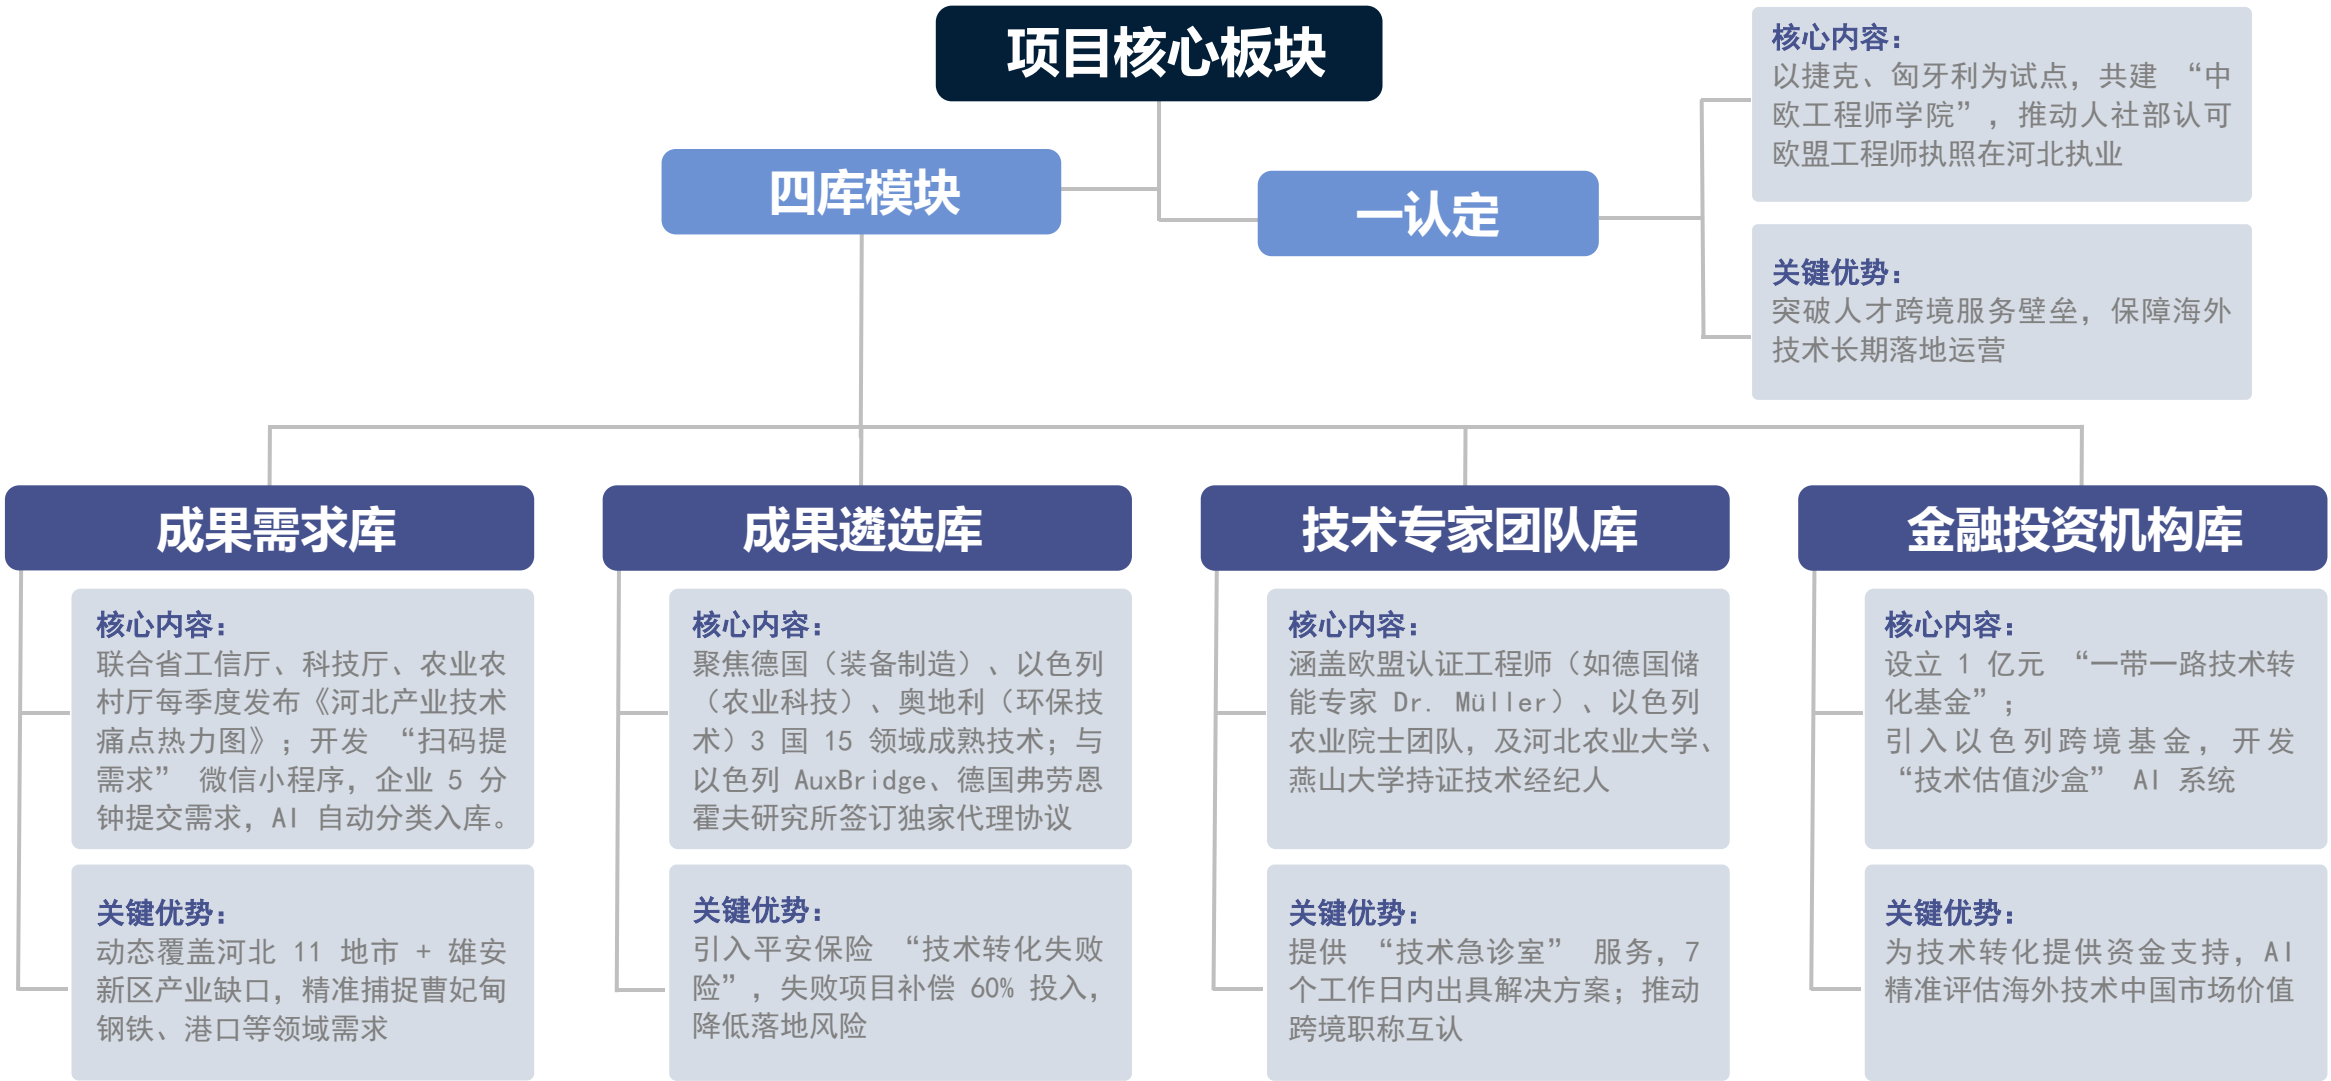 项目核心板块
四库模块
一认定
核心内容：
以捷克、匈牙利为试点，共建 “中
欧工程师学院”，推动人社部认可
欧盟工程师执照在河北执业
关键优势：
突破人才跨境服务壁垒，保障海外
技术长期落地运营
成果需求库
核心内容：
联合省工信厅、科技厅、农业农
村厅每季度发布《河北产业技术
痛点热力图》；开发 “扫码提
需求” 微信小程序，企业 5 分
钟提交需求，AI 自动分类入库。
关键优势：
动态覆盖河北 11 地市 + 雄安
新区产业缺口，精准捕捉曹妃甸
钢铁、港口等领域需求
成果遴选库
核心内容：
聚焦德国（装备制造）、以色列
（农业科技）、奥地利（环保技
术）3 国 15 领域成熟技术；与
以色列 AuxBridge、德国弗劳恩
霍夫研究所签订独家代理协议
关键优势：
引入平安保险 “技术转化失败
险”，失败项目补偿 60% 投入，
降低落地风险
技术专家团队库
核心内容：
涵盖欧盟认证工程师（如德国储
能专家 Dr. Müller）、以色列
农业院士团队，及河北农业大学、
燕山大学持证技术经纪人
关键优势：
提供 “技术急诊室” 服务，7
个工作日内出具解决方案；推动
跨境职称互认
金融投资机构库
核心内容：
设立 1 亿元 “一带一路技术转
化基金”；
引入以色列跨境基金，开发
“技术估值沙盒” AI 系统
关键优势：
为技术转化提供资金支持，AI
精准评估海外技术中国市场价值